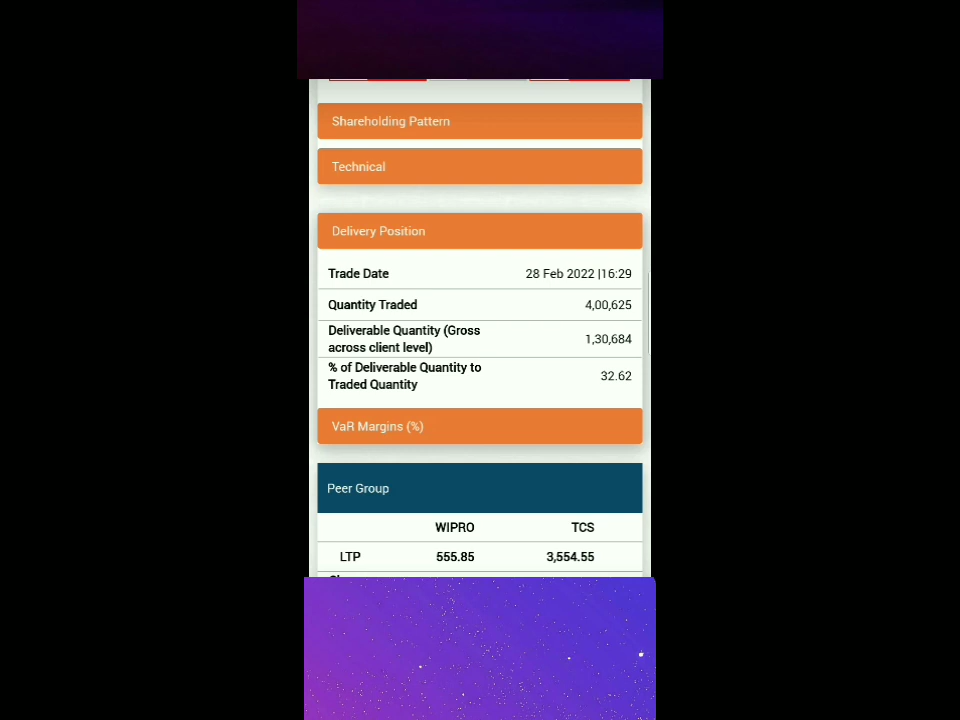 Shareholding Pattern
Technical
Delivery Position
Trade Date 28 Feb 2022 |16:29
Quantity Traded 4,00,625
Deliverable Quantity (Gross
across client level) 1,30,684
% of Deliverable Quantity to
Traded Quantity 32.62
VaR Margins (%)
Peer Group
WIPRO TCS
LTP 555.85 3,554.55